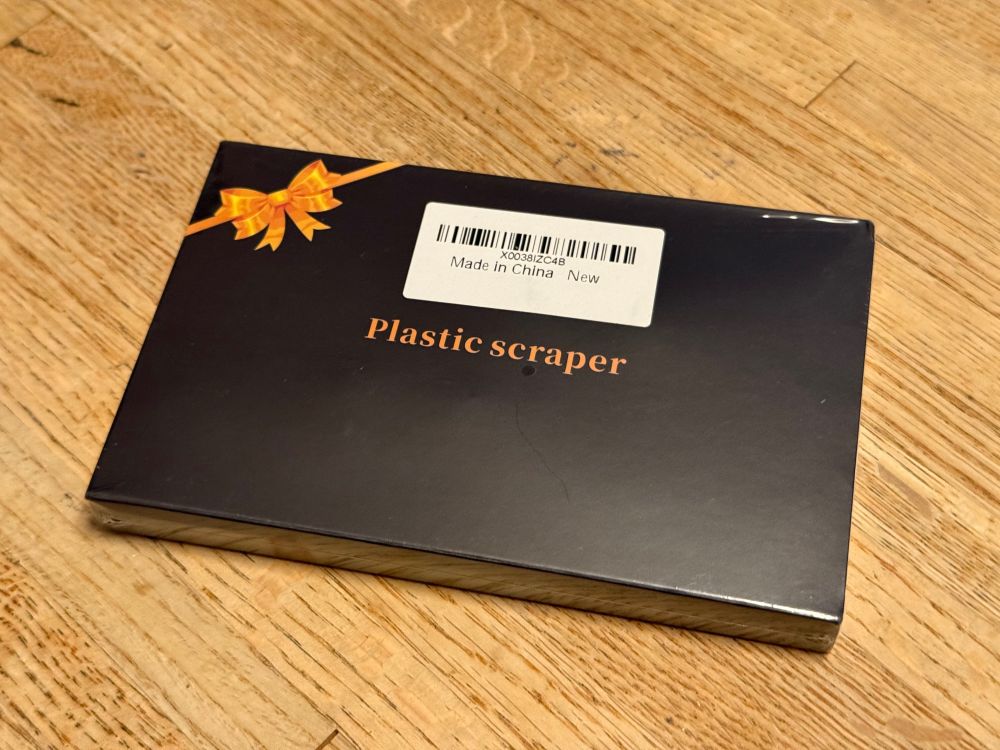 X0038IZC4B
Made in China New
Plastic scraper